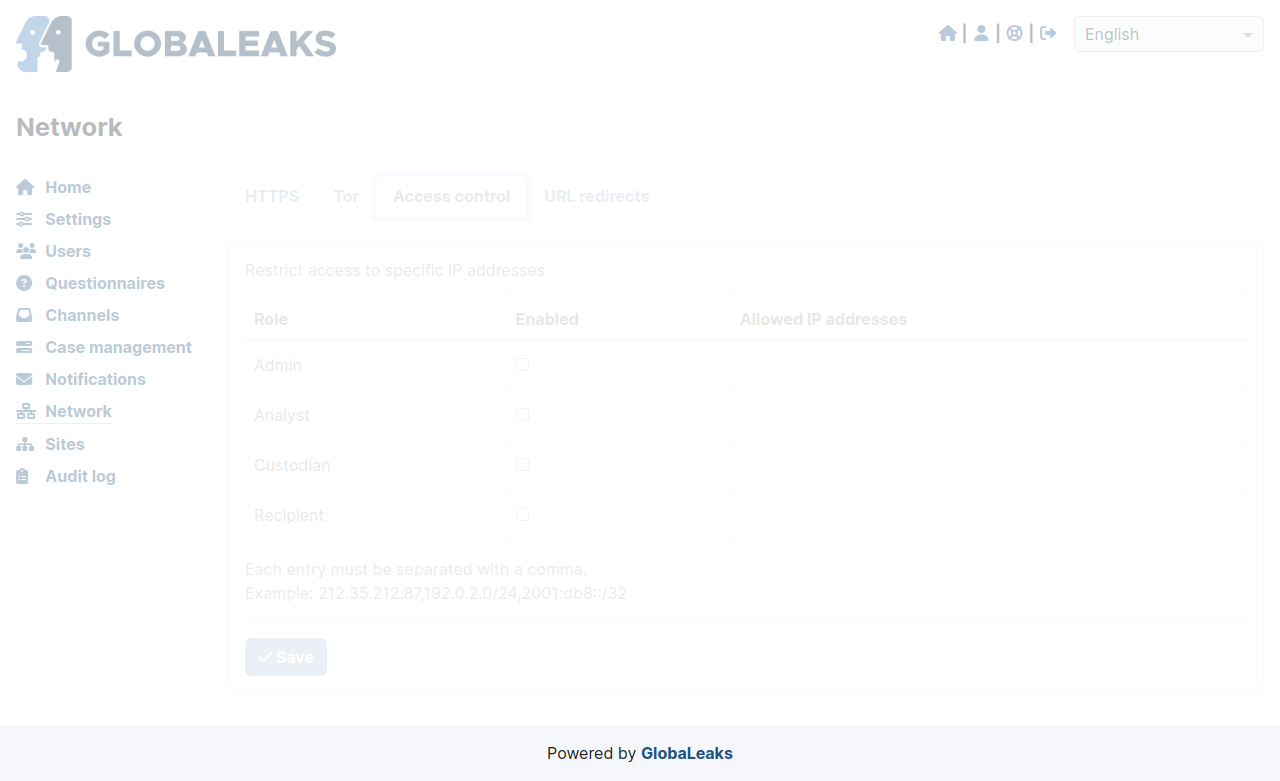 GLOBALEAKS
English
Network
Home
Settings
Users
Questionnaires
Channels
Case management
Notifications
Network
Sites
Audit log
HTTPS Tor Access control URL redirects
Restrict access to specific IP addresses
Role Enabled Allowed IP addresses
Admin
Analyst
Custodian
Recipient
Each entry must be separated with a comma.
Example: 212.35.212.87,192.0.2.0/24,2001:db8::/32
Save
Powered by GlobaLeaks